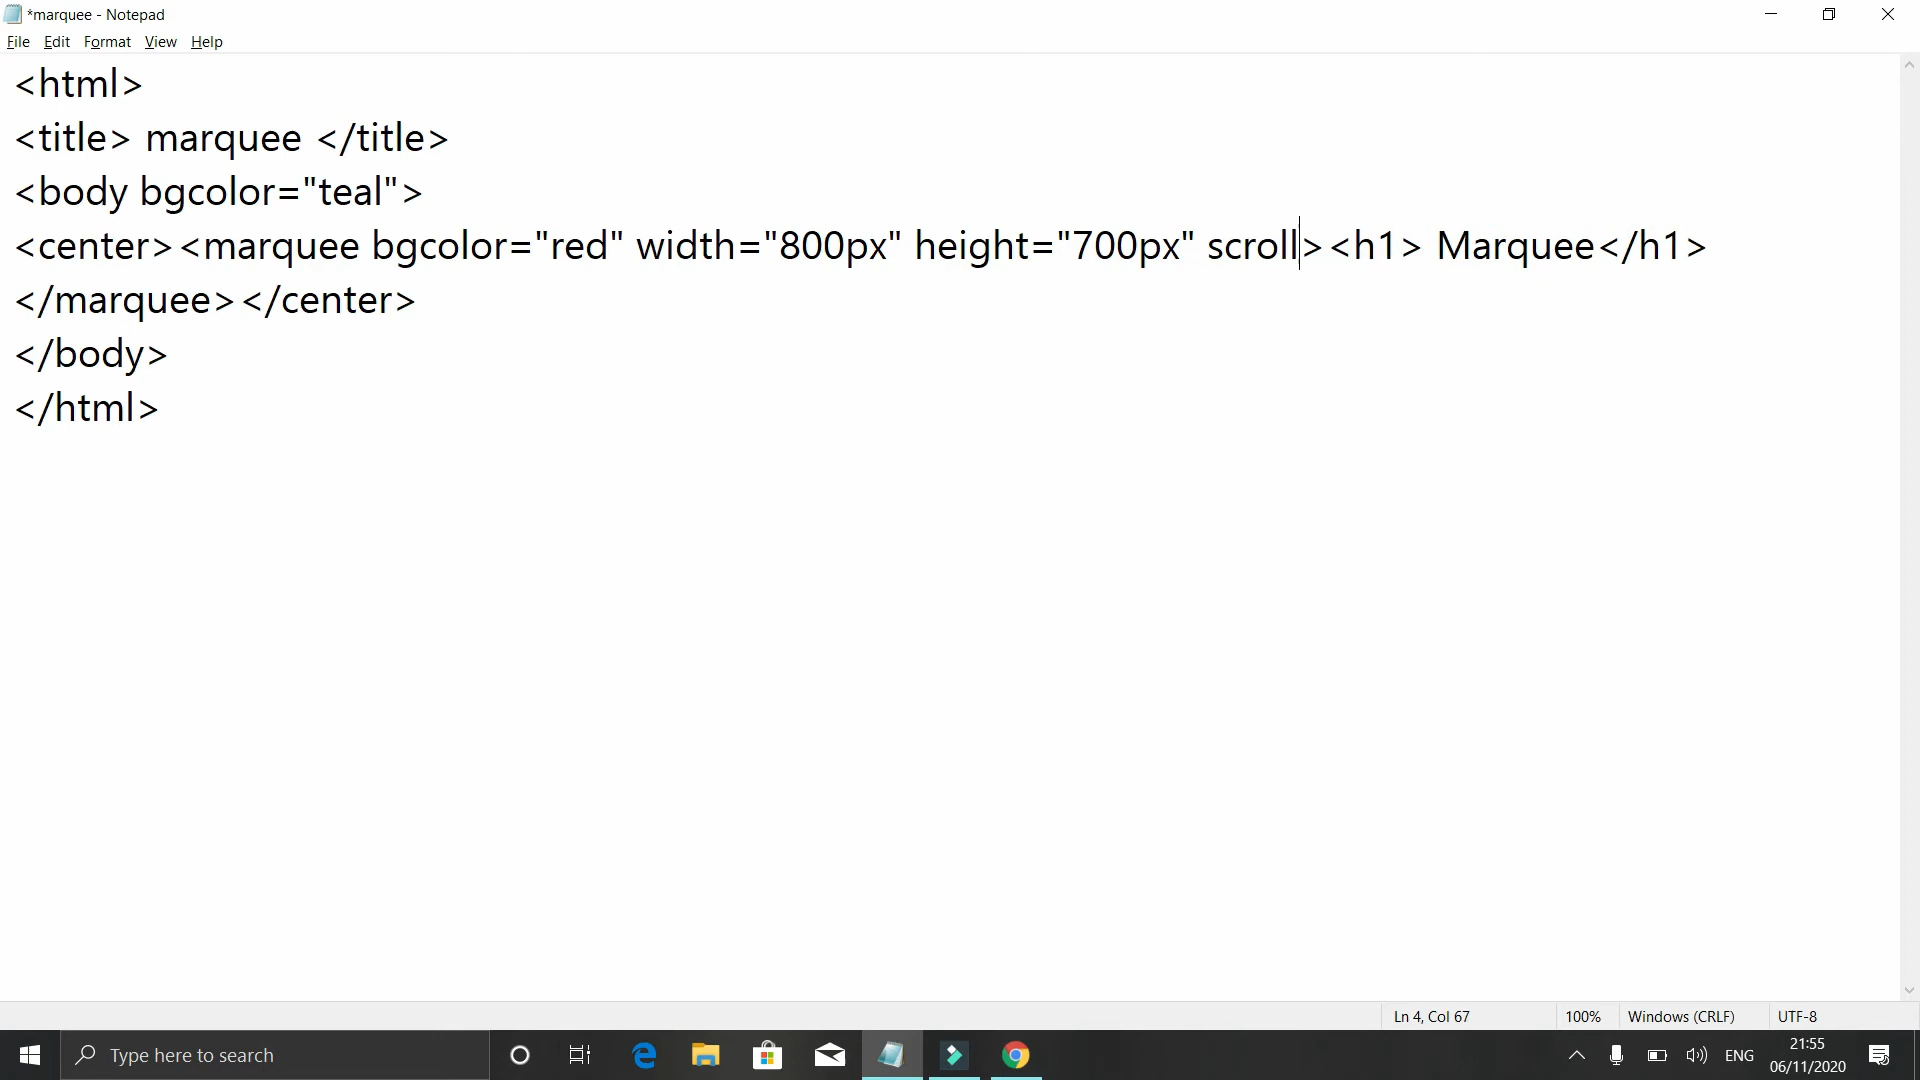 *marquee - Notepad
File Edit Format View Help
<html>
<title> marquee </title>
<body bgcolor="teal">
<center><marquee bgcolor="red" width="800px" height="700px" scroll><h1> Marquee</h1>
</marquee></center>
</body>
</html>
Ln 4, Col 67 100% Windows (CRLF) UTF-8
Type here to search
ENG
21:55
06/11/2020